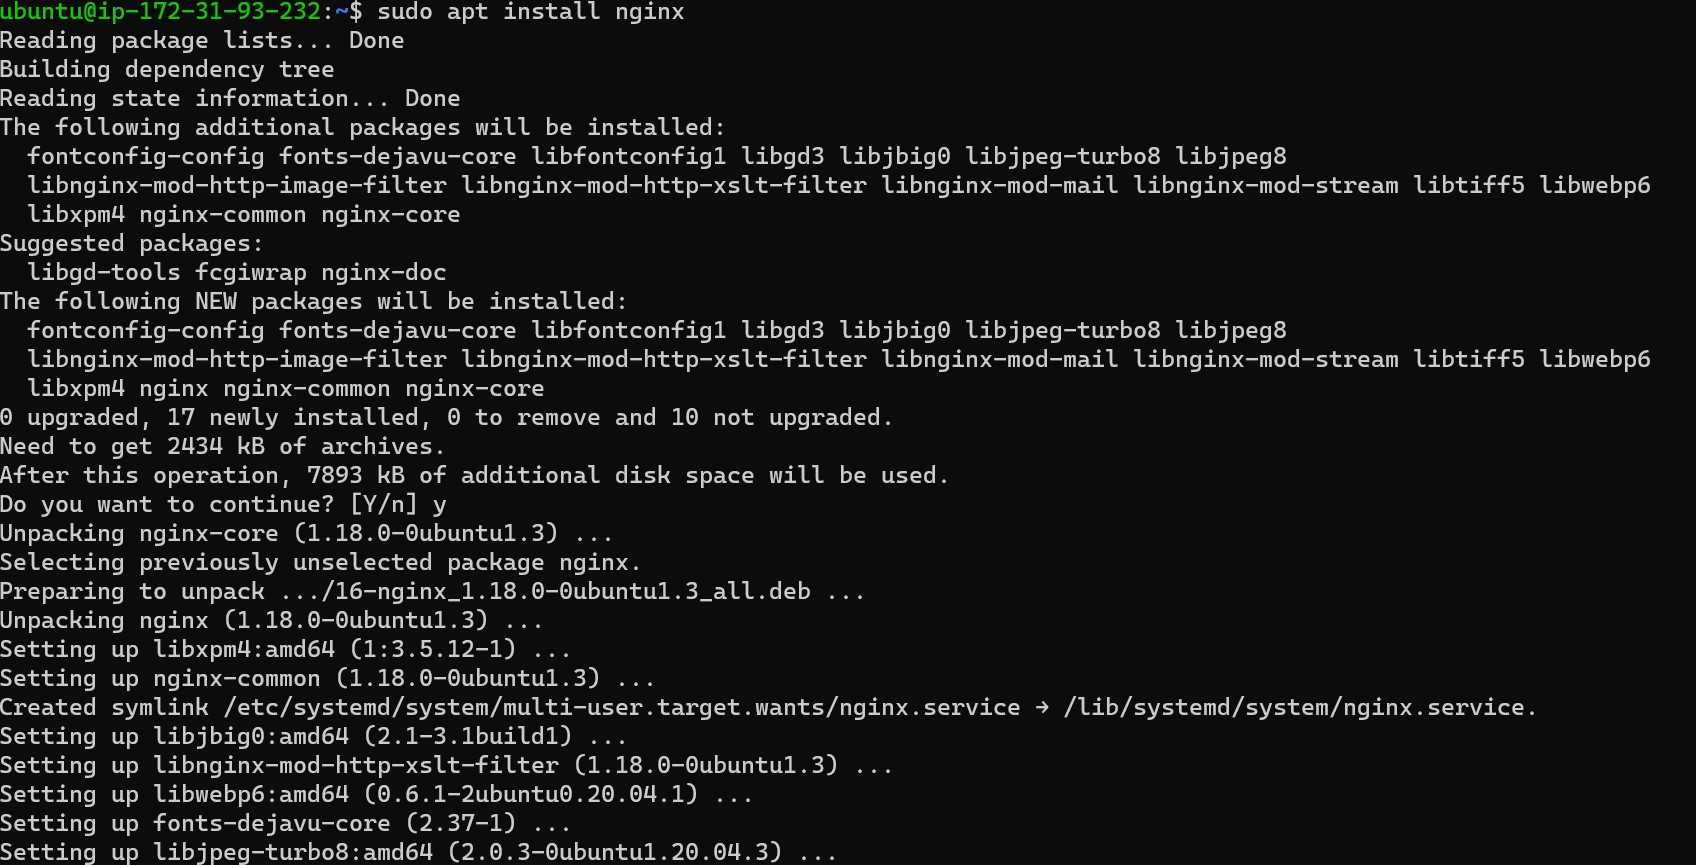 ubuntu@ip-172-31-93-232:~$ sudo apt install nginx
Reading package lists... Done
Building dependency tree
Reading state information... Done
The following additional packages will be installed:
  fontconfig-config fonts-dejavu-core libfontconfig1 libgd3 libjbig0 libjpeg-turbo8 libjpeg8
  libnginx-mod-http-image-filter libnginx-mod-http-xslt-filter libnginx-mod-mail libnginx-mod-stream libtiff5 libwebp6
  libxpm4 nginx-common nginx-core
Suggested packages:
  libgd-tools fcgiwrap nginx-doc
The following NEW packages will be installed:
  fontconfig-config fonts-dejavu-core libfontconfig1 libgd3 libjbig0 libjpeg-turbo8 libjpeg8
  libnginx-mod-http-image-filter libnginx-mod-http-xslt-filter libnginx-mod-mail libnginx-mod-stream libtiff5 libwebp6
  libxpm4 nginx nginx-common nginx-core
0 upgraded, 17 newly installed, 0 to remove and 10 not upgraded.
Need to get 2434 kB of archives.
After this operation, 7893 kB of additional disk space will be used.
Do you want to continue? [Y/n] y
Unpacking nginx-core (1.18.0-0ubuntu1.3) ...
Selecting previously unselected package nginx.
Preparing to unpack .../16-nginx_1.18.0-0ubuntu1.3_all.deb ...
Unpacking nginx (1.18.0-0ubuntu1.3) ...
Setting up libxpm4:amd64 (1:3.5.12-1) ...
Setting up nginx-common (1.18.0-0ubuntu1.3) ...
Created symlink /etc/systemd/system/multi-user.target.wants/nginx.service → /lib/systemd/system/nginx.service.
Setting up libjbig0:amd64 (2.1-3.1build1) ...
Setting up libnginx-mod-http-xslt-filter (1.18.0-0ubuntu1.3) ...
Setting up libwebp6:amd64 (0.6.1-2ubuntu0.20.04.1) ...
Setting up fonts-dejavu-core (2.37-1) ...
Setting up libjpeg-turbo8:amd64 (2.0.3-0ubuntu1.20.04.3) ...